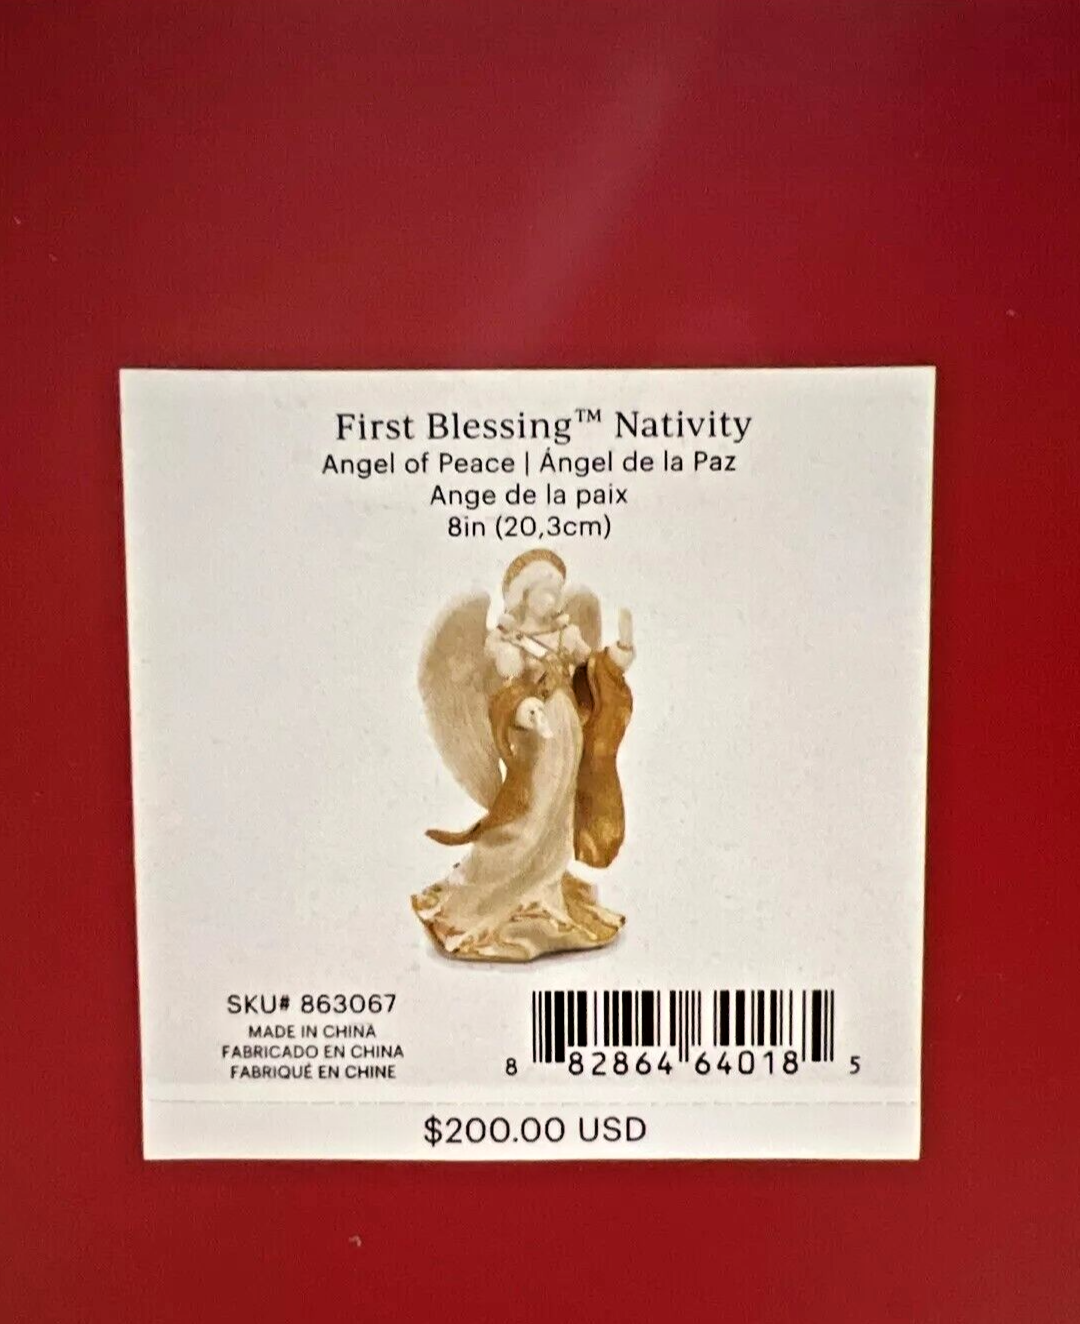 First Blessing™ Nativity
Angel of Peace | Ángel de la Paz
Ange de la paix
8in (20,3cm)
SKU# 863067
MADE IN CHINA
FABRICADO EN CHINA
FABRIQUÉ EN CHINE
8 82864 64018 5
$200.00 USD